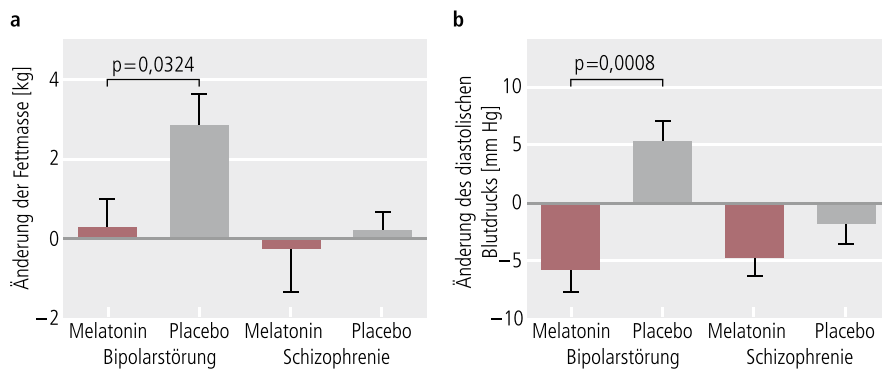 a
Änderung der Fettmasse [kg]
4
2
0
−2
p=0,0324
Melatonin Placebo Melatonin Placebo
Bipolarstörung Schizophrenie
b
Änderung des diastolischen
Blutdrucks [mm Hg]
10
5
0
−5
−10
p=0,0008
Melatonin Placebo Melatonin Placebo
Bipolarstörung Schizophrenie